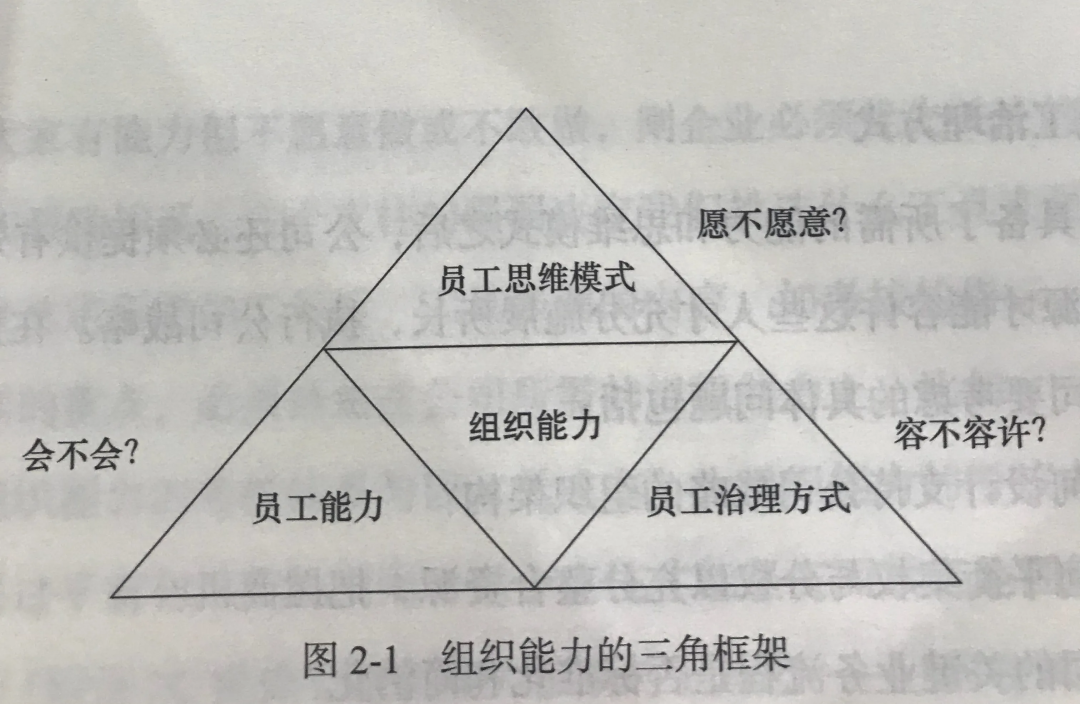 愿不愿意?
员工思维模式
组织能力
会不会?
容不容许?
员工能力
员工治理方式
图 2-1 组织能力的三角框架